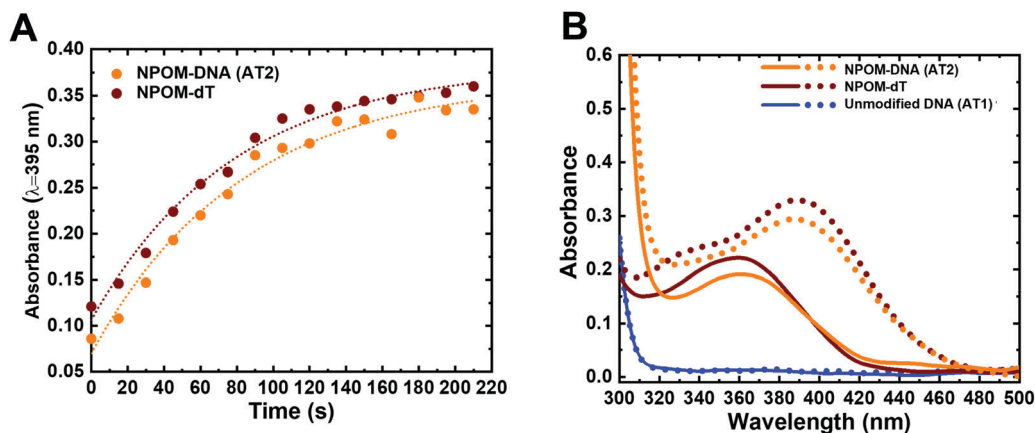 A
Absorbance (λ=395 nm)
0.40
0.35
0.30
0.25
0.20
0.15
0.10
0.05
NPOM-DNA (AT2)
NPOM-dT
0 20 40 60 80 100 120 140 160 180 200 220
Time (s)
B
Absorbance
0.6
0.5
0.4
0.3
0.2
0.1
0.0
NPOM-DNA (AT2)
NPOM-dT
Unmodified DNA (AT1)
300 320 340 360 380 400 420 440 460 480 500
Wavelength (nm)